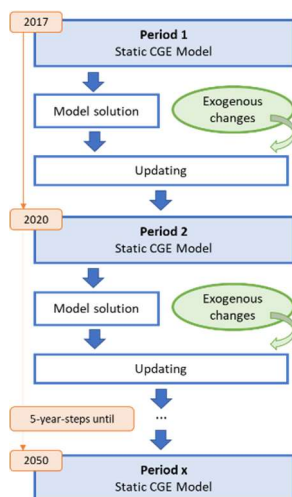 2017
Period 1
Static CGE Model
Model solution
Exogenous
changes
Updating
2020
Period 2
Static CGE Model
Model solution
Exogenous
changes
Updating
...
5-year-steps until
2050
Period x
Static CGE Model